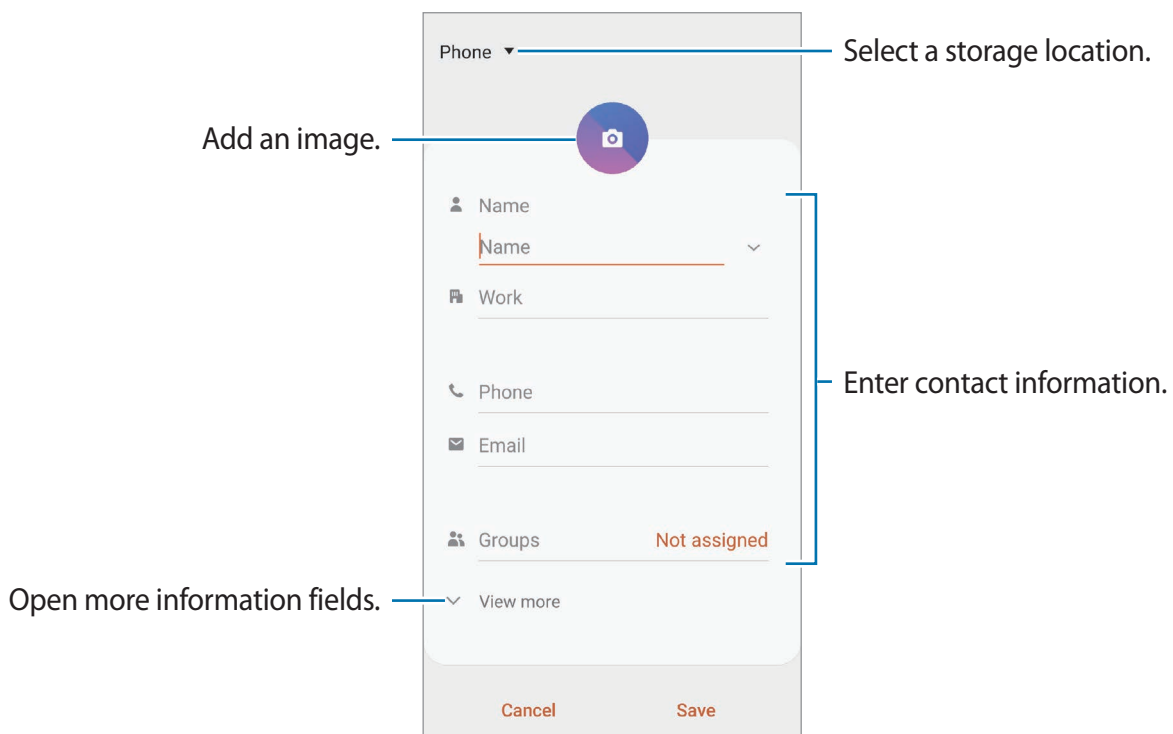 Phone
Select a storage location.
Add an image.
Name
Name
Work
Phone
Enter contact information.
Email
Groups Not assigned
Open more information fields.
View more
Cancel Save